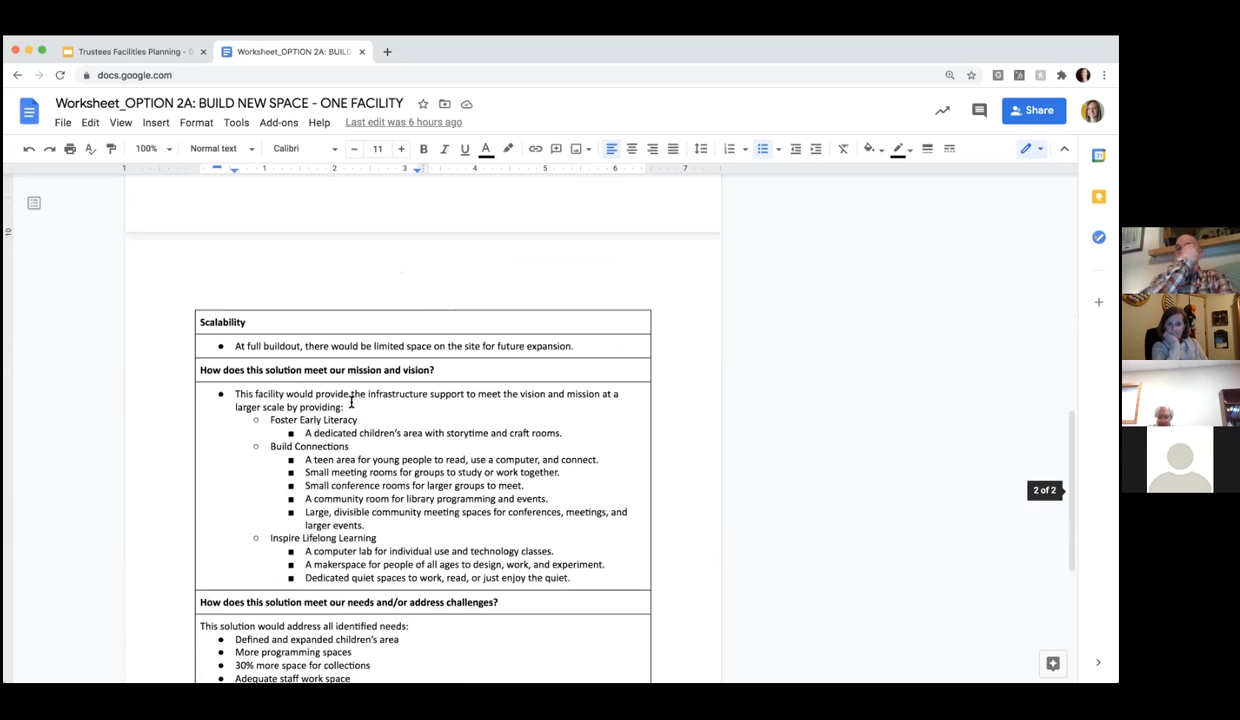 Trustees Facilities Planning - 0
Worksheet_OPTION 2A: BUILD
docs.google.com
Worksheet_OPTION 2A: BUILD NEW SPACE - ONE FACILITY
Share
File Edit View Insert Format Tools Add-ons Help Last edit was 6 hours ago
100% Normal text Calibri 11
1 1 2 3 4 5 6 7
10
Scalability
● At full buildout, there would be limited space on the site for future expansion.
How does this solution meet our mission and vision?
● This facility would provide the infrastructure support to meet the vision and mission at a
larger scale by providing:
○ Foster Early Literacy
■ A dedicated children's area with storytime and craft rooms.
○ Build Connections
■ A teen area for young people to read, use a computer, and connect.
■ Small meeting rooms for groups to study or work together.
■ Small conference rooms for larger groups to meet.
■ A community room for library programming and events.
■ Large, divisible community meeting spaces for conferences, meetings, and
larger events.
○ Inspire Lifelong Learning
■ A computer lab for individual use and technology classes.
■ A makerspace for people of all ages to design, work, and experiment.
■ Dedicated quiet spaces to work, read, or just enjoy the quiet.
How does this solution meet our needs and/or address challenges?
This solution would address all identified needs:
● Defined and expanded children's area
● More programming spaces
● 30% more space for collections
● Adequate staff work space
2 of 2